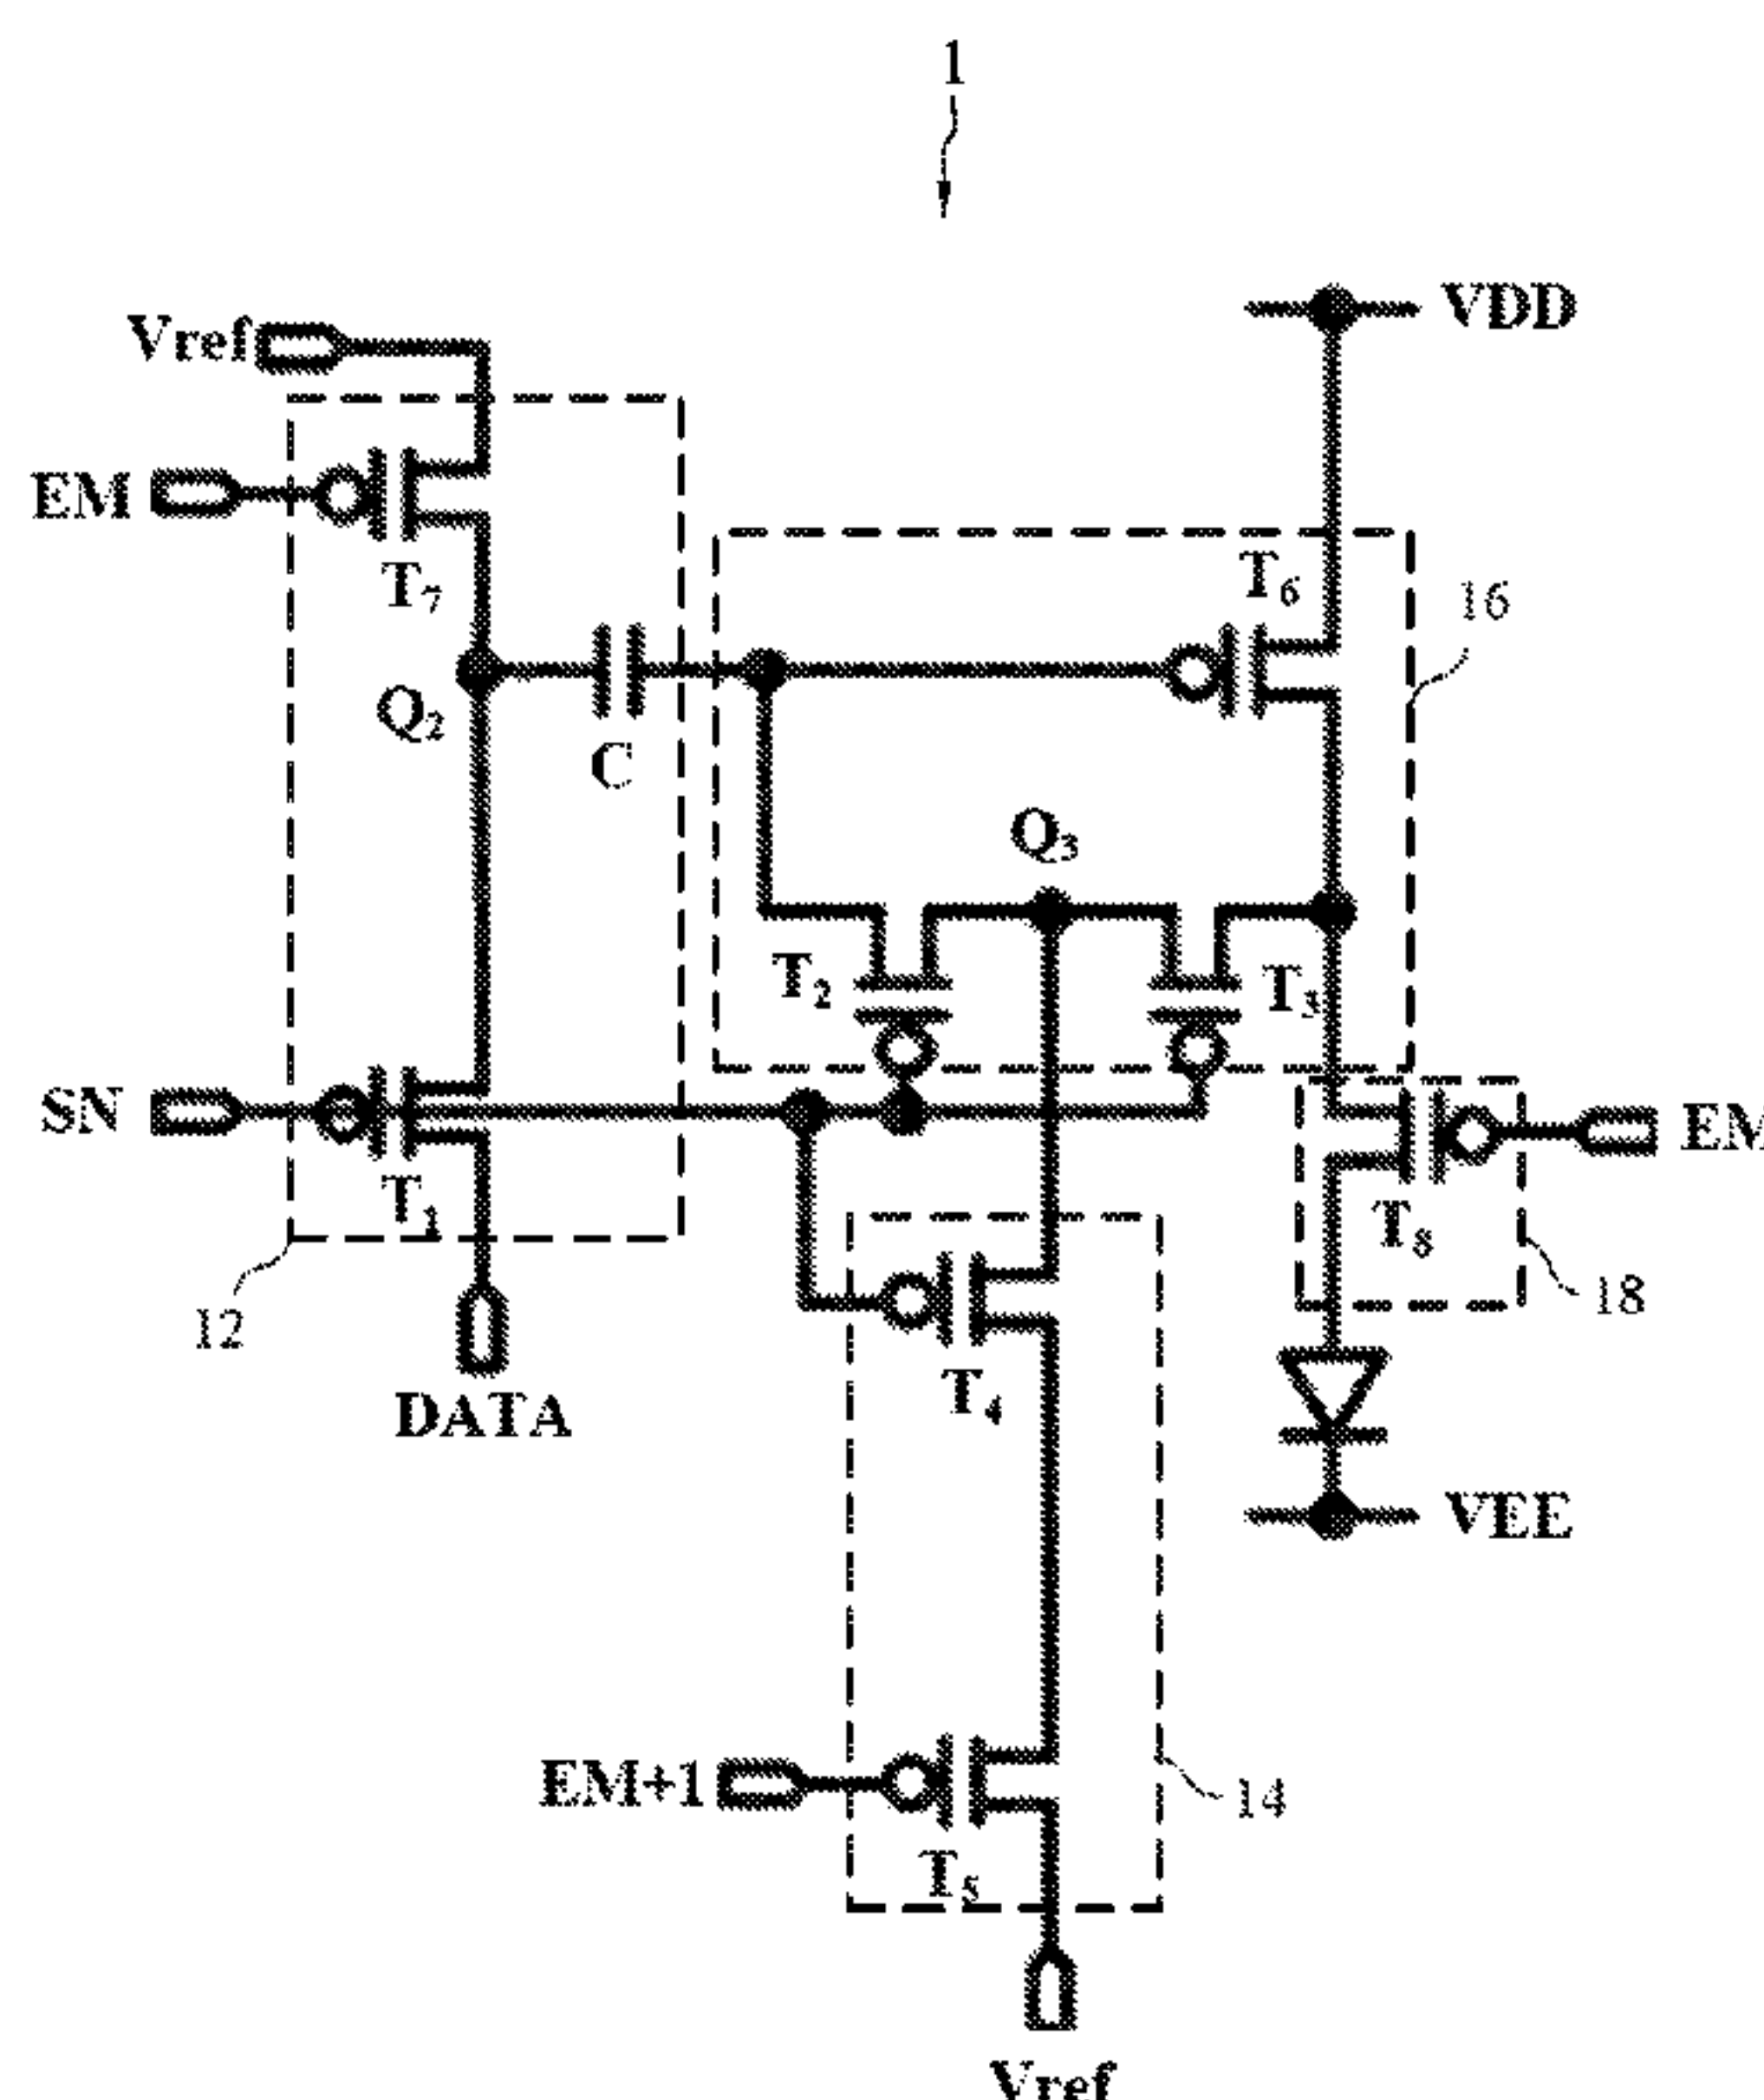 1
VDD
Vref
EM
T7
T6
16
Q2
C
Q3
T2
T3
SN
EM
T1
T8
18
12
T4
DATA
VEE
EM+1
14
T5
Vref